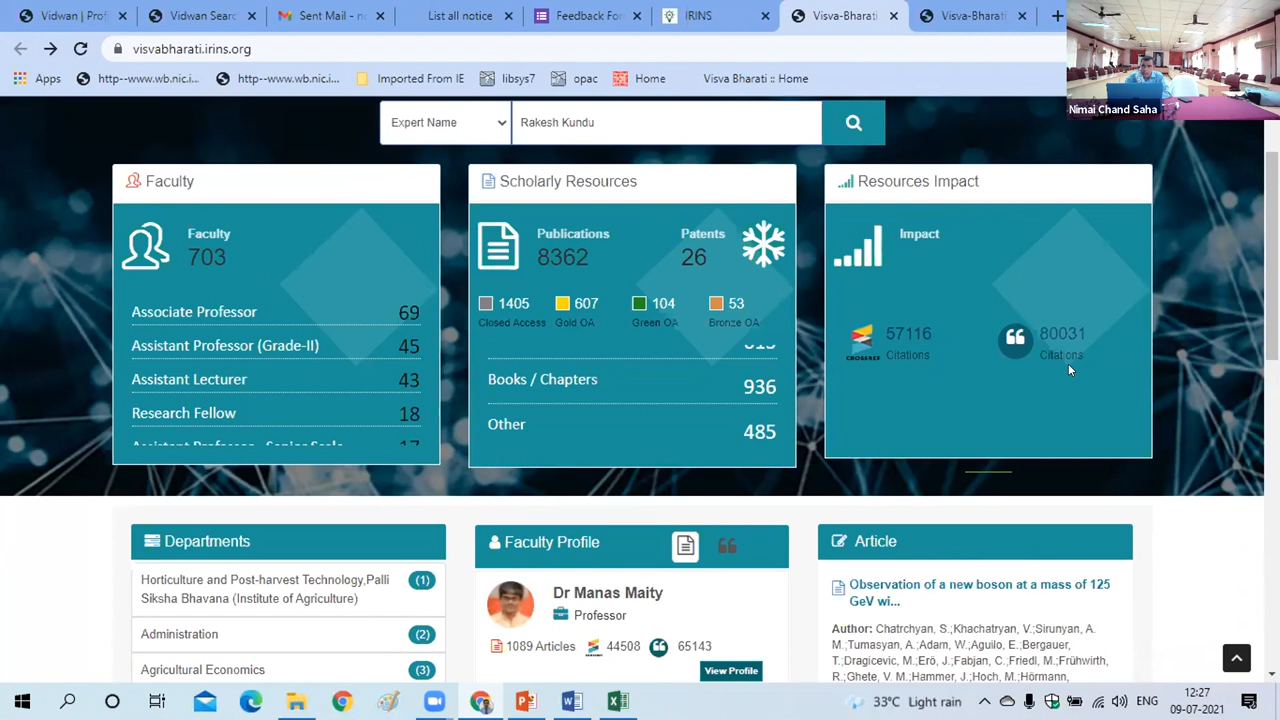 Vidwan | Prof
Vidwan Searc
Sent Mail - no
List all notice
Feedback For
IRINS
Visva-Bharati
Visva-Bharati
visvabharati.irins.org
Apps
http--www.wb.nic.i...
http--www.wb.nic.i...
Imported From IE
libsys7
opac
Home
Visva Bharati :: Home
Nimai Chand Saha
Expert Name
Rakesh Kundu
Faculty
Faculty
703
Associate Professor 69
Assistant Professor (Grade-II) 45
Assistant Lecturer 43
Research Fellow 18
Assistant Professor - Senior Scale 17
Scholarly Resources
Publications
8362
Patents
26
1405
Closed Access
607
Gold OA
104
Green OA
53
Bronze OA
Books / Chapters 936
Other 485
Resources Impact
Impact
Crossref
57116
Citations
80031
Citations
Departments
Horticulture and Post-harvest Technology,Palli (1)
Siksha Bhavana (Institute of Agriculture)
Administration (2)
Agricultural Economics (3)
Faculty Profile
Dr Manas Maity
Professor
1089 Articles 44508 65143
View Profile
Article
Observation of a new boson at a mass of 125
GeV wi...
Author: Chatrchyan, S.;Khachatryan, V.;Sirunyan, A.
M.;Tumasyan, A.;Adam, W.;Aguilo, E.;Bergauer,
T.;Dragicevic, M.;Erö, J.;Fabjan, C.;Friedl, M.;Frühwirth,
R.;Ghete, V. M.;Hammer, J.;Hoch, M.;Hörmann,
33°C Light rain
ENG
12:27
09-07-2021